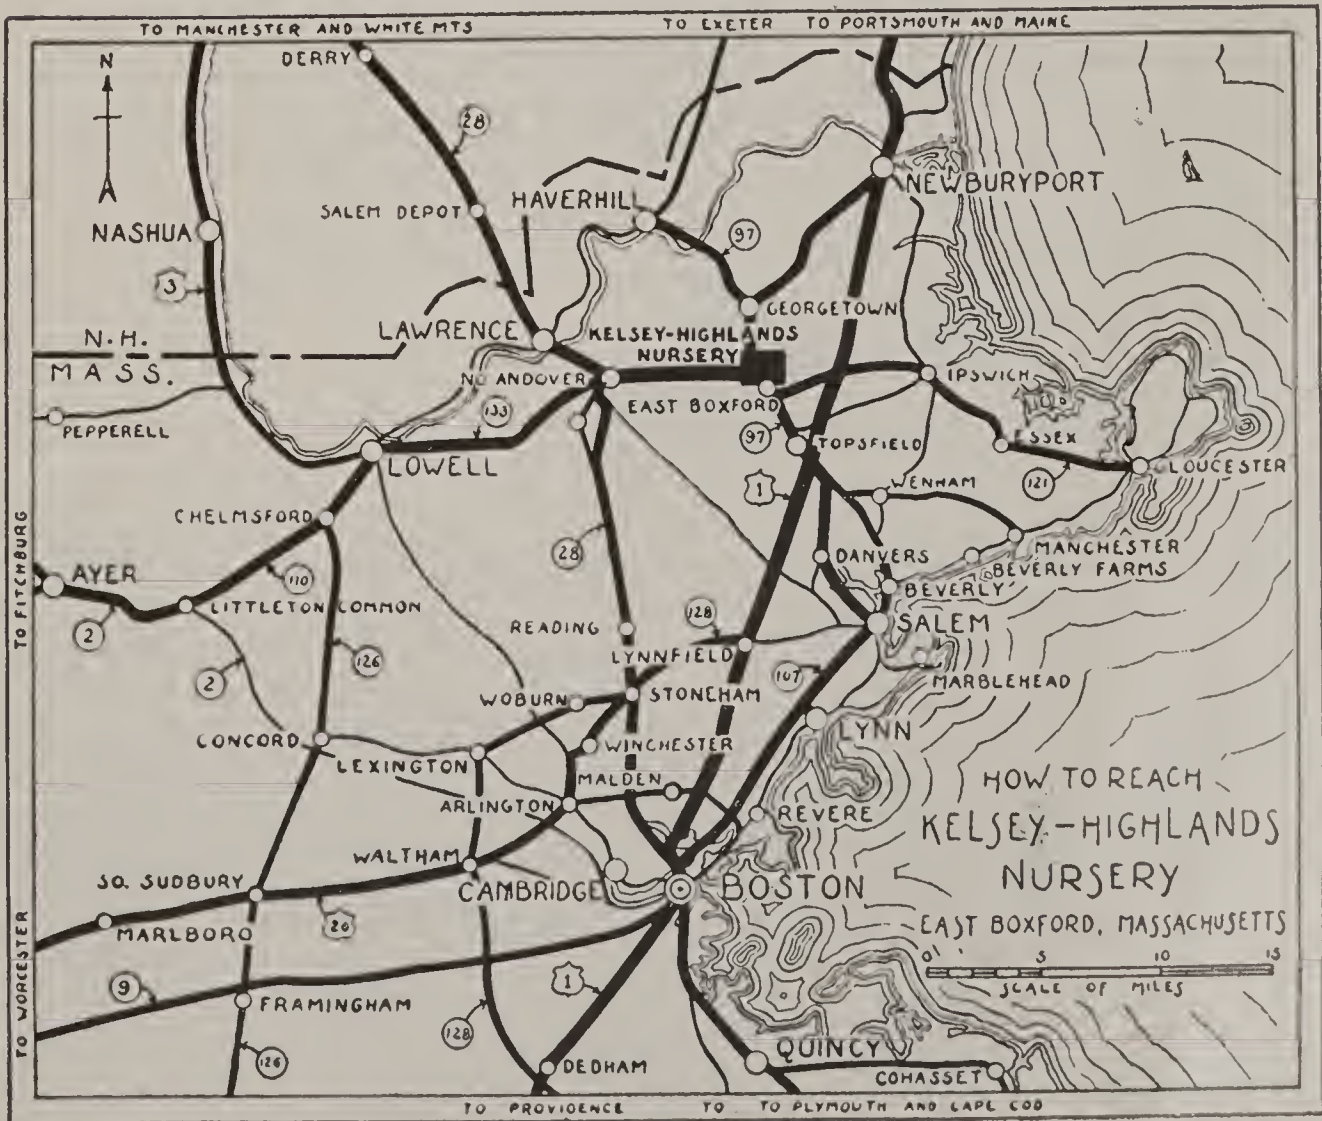 TO MANCHESTER AND WHITE MTS
TO EXETER
TO PORTSMOUTH AND MAINE
N
DERRY
28
SALEM DEPOT
HAVERHILL
NEWBURYPORT
NASHUA
97
3
GEORGETOWN
LAWRENCE
KELSEY-HIGHLANDS
NURSERY
N.H.
MASS.
NO ANDOVER
IPSWICH
EAST BOXFORD
PEPPERELL
133
97
TOPSFIELD
ESSEX
LOWELL
GLOUCESTER
121
1
WENHAM
CHELMSFORD
28
DANVERS
MANCHESTER
BEVERLY FARMS
AYER
110
BEVERLY
LITTLETON COMMON
2
TO FITCHBURG
READING
128
SALEM
LYNNFIELD
126
2
107
MARBLEHEAD
WOBURN
STONEHAM
LYNN
CONCORD
WINCHESTER
LEXINGTON
MALDEN
HOW TO REACH
KELSEY-HIGHLANDS
NURSERY
EAST BOXFORD, MASSACHUSETTS
ARLINGTON
REVERE
WALTHAM
SO. SUDBURY
CAMBRIDGE
BOSTON
20
MARLBORO
0 1 5 10 15
SCALE OF MILES
TO WORCESTER
9
FRAMINGHAM
1
128
126
QUINCY
DEDHAM
COHASSET
TO PROVIDENCE
TO
TO PLYMOUTH AND CAPE COD